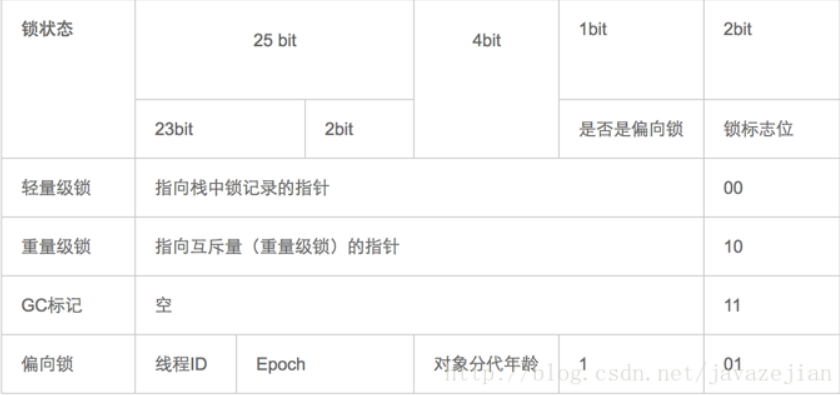 锁状态 25 bit 4bit 1bit 2bit
23bit 2bit 是否是偏向锁 锁标志位
轻量级锁 指向栈中锁记录的指针 00
重量级锁 指向互斥量（重量级锁）的指针 10
GC标记 空 11
偏向锁 线程ID Epoch 对象分代年龄 1 01
http://blog.csdn.net/javazejian